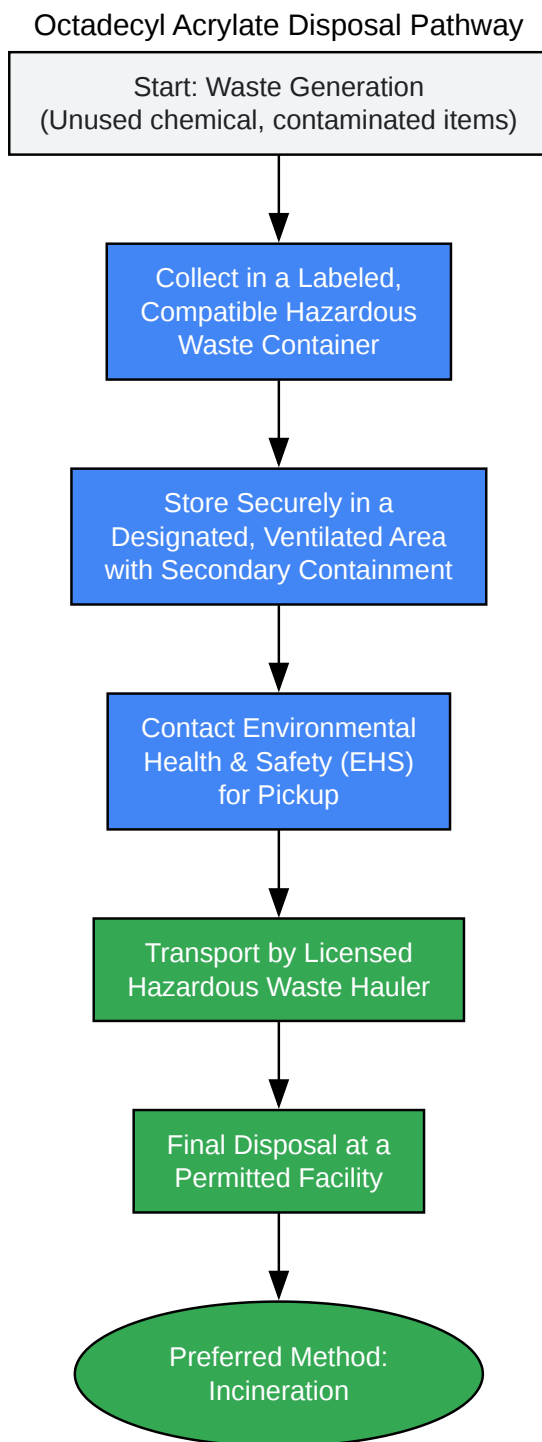 Octadecyl Acrylate Disposal Pathway
Start: Waste Generation
(Unused chemical, contaminated items)
Collect in a Labeled,
Compatible Hazardous
Waste Container
Store Securely in a
Designated, Ventilated Area
with Secondary Containment
Contact Environmental
Health & Safety (EHS)
for Pickup
Transport by Licensed
Hazardous Waste Hauler
Final Disposal at a
Permitted Facility
Preferred Method:
Incineration